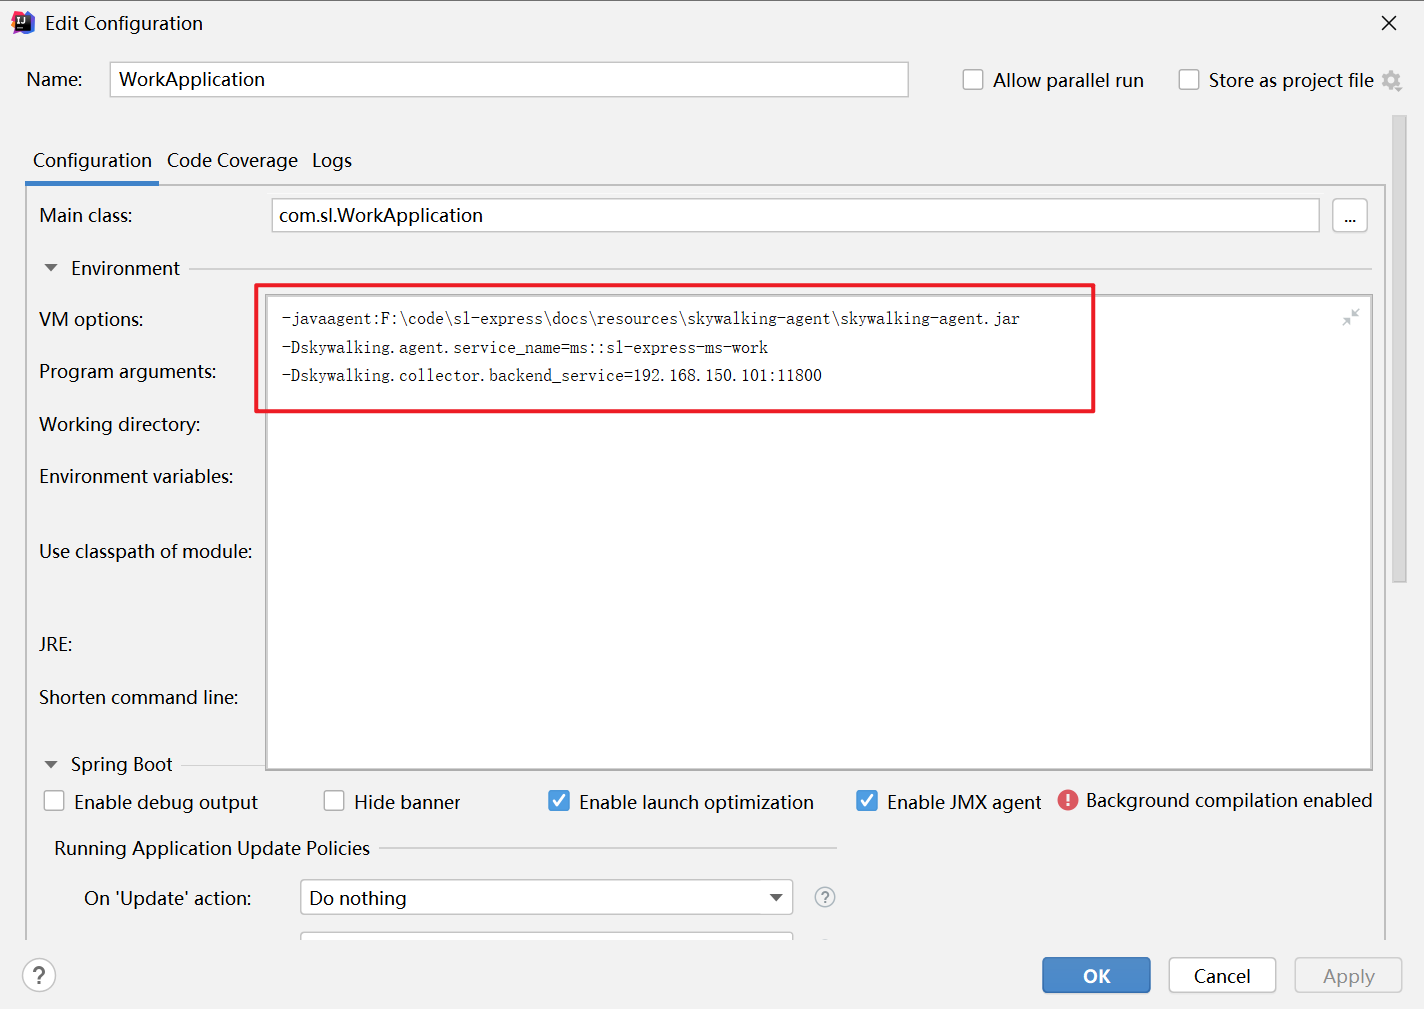 Edit Configuration
Name: WorkApplication Allow parallel run Store as project file
Configuration Code Coverage Logs
Main class: com.sl.WorkApplication ...
Environment
VM options: -javaagent:F:\code\sl-express\docs\resources\skywalking-agent\skywalking-agent.jar
-Dskywalking.agent.service_name=ms::sl-express-ms-work
Program arguments: -Dskywalking.collector.backend_service=192.168.150.101:11800
Working directory:
Environment variables:
Use classpath of module:
JRE:
Shorten command line:
Spring Boot
Enable debug output Hide banner Enable launch optimization Enable JMX agent Background compilation enabled
Running Application Update Policies
On 'Update' action: Do nothing ?
? OK Cancel Apply